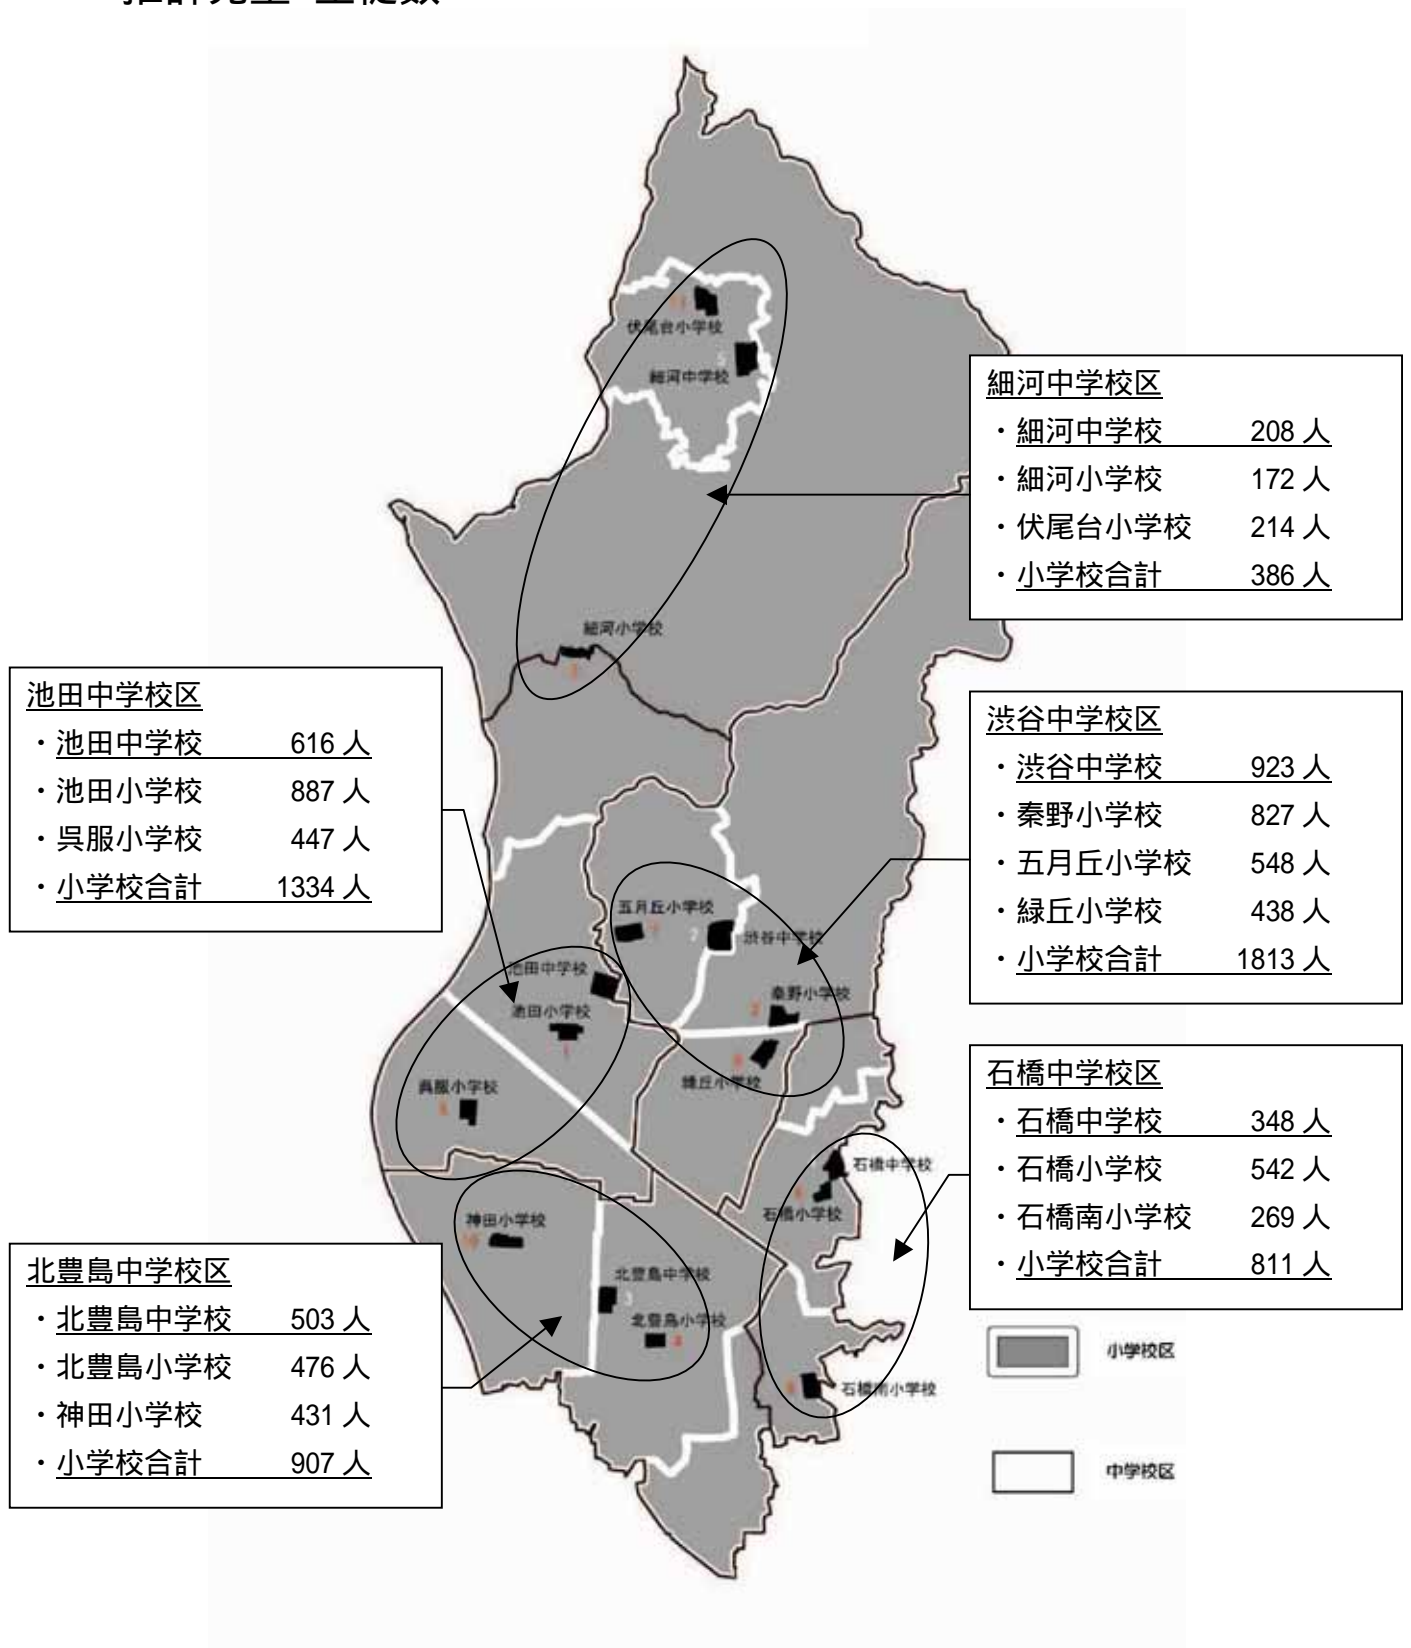 推計児童・生徒数
細河中学校区
・細河中学校 208 人
・細河小学校 172 人
・伏尾台小学校 214 人
・小学校合計 386 人
池田中学校区
・池田中学校 616 人
・池田小学校 887 人
・呉服小学校 447 人
・小学校合計 1334 人
渋谷中学校区
・渋谷中学校 923 人
・秦野小学校 827 人
・五月丘小学校 548 人
・緑丘小学校 438 人
・小学校合計 1813 人
石橋中学校区
・石橋中学校 348 人
・石橋小学校 542 人
・石橋南小学校 269 人
・小学校合計 811 人
北豊島中学校区
・北豊島中学校 503 人
・北豊島小学校 476 人
・神田小学校 431 人
・小学校合計 907 人
伏尾台小学校
5
細河中学校
細河小学校
五月丘小学校
7
2
渋谷中学校
池田中学校
池田小学校
1
秦野小学校
2
緑丘小学校
呉服小学校
石橋中学校
石橋小学校
神田小学校
10
北豊島中学校
3
北豊島小学校
石橋南小学校
小学校区
中学校区